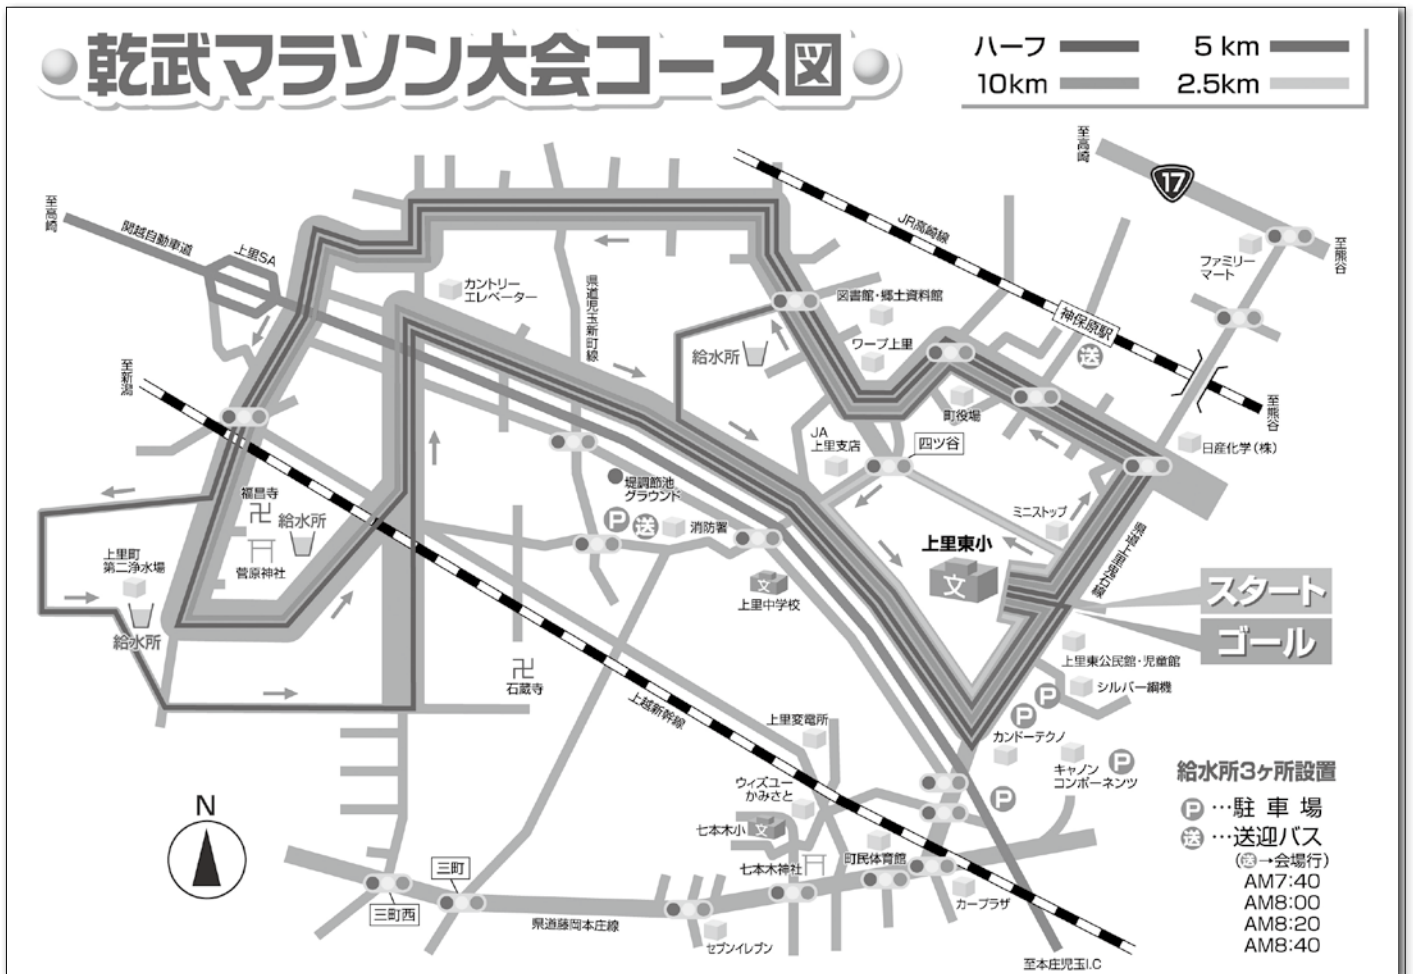 乾武マラソン大会コース図
ハーフ
5 km
10km
2.5km
至高崎
17
至熊谷
ファミリー
マート
JR高崎線
神保原駅
送
至熊谷
日産化学(株)
至高崎
関越自動車道
上里SA
カントリー
エレベーター
県道児玉新町線
図書館・郷土資料館
ワープ上里
給水所
町役場
JA
上里支店
四ツ谷
至新潟
堤調節池
グラウンド
P
送
消防署
ミニストップ
県道上里鬼石線
上里東小
文
スタート
ゴール
福昌寺
給水所
菅原神社
上里町
第二浄水場
給水所
文
上里中学校
石蔵寺
上越新幹線
上里東公民館・児童館
シルバー鋼機
P
P
カンドーテクノ
キャノン
コンポーネンツ
P
P
上里変電所
ウィズユー
かみさと
七本木小
文
七本木神社
町民体育館
カープラザ
三町
三町西
県道藤岡本庄線
セブンイレブン
至本庄児玉I.C
N
給水所3ヶ所設置
P…駐車場
送…送迎バス
(送→会場行)
AM7:40
AM8:00
AM8:20
AM8:40